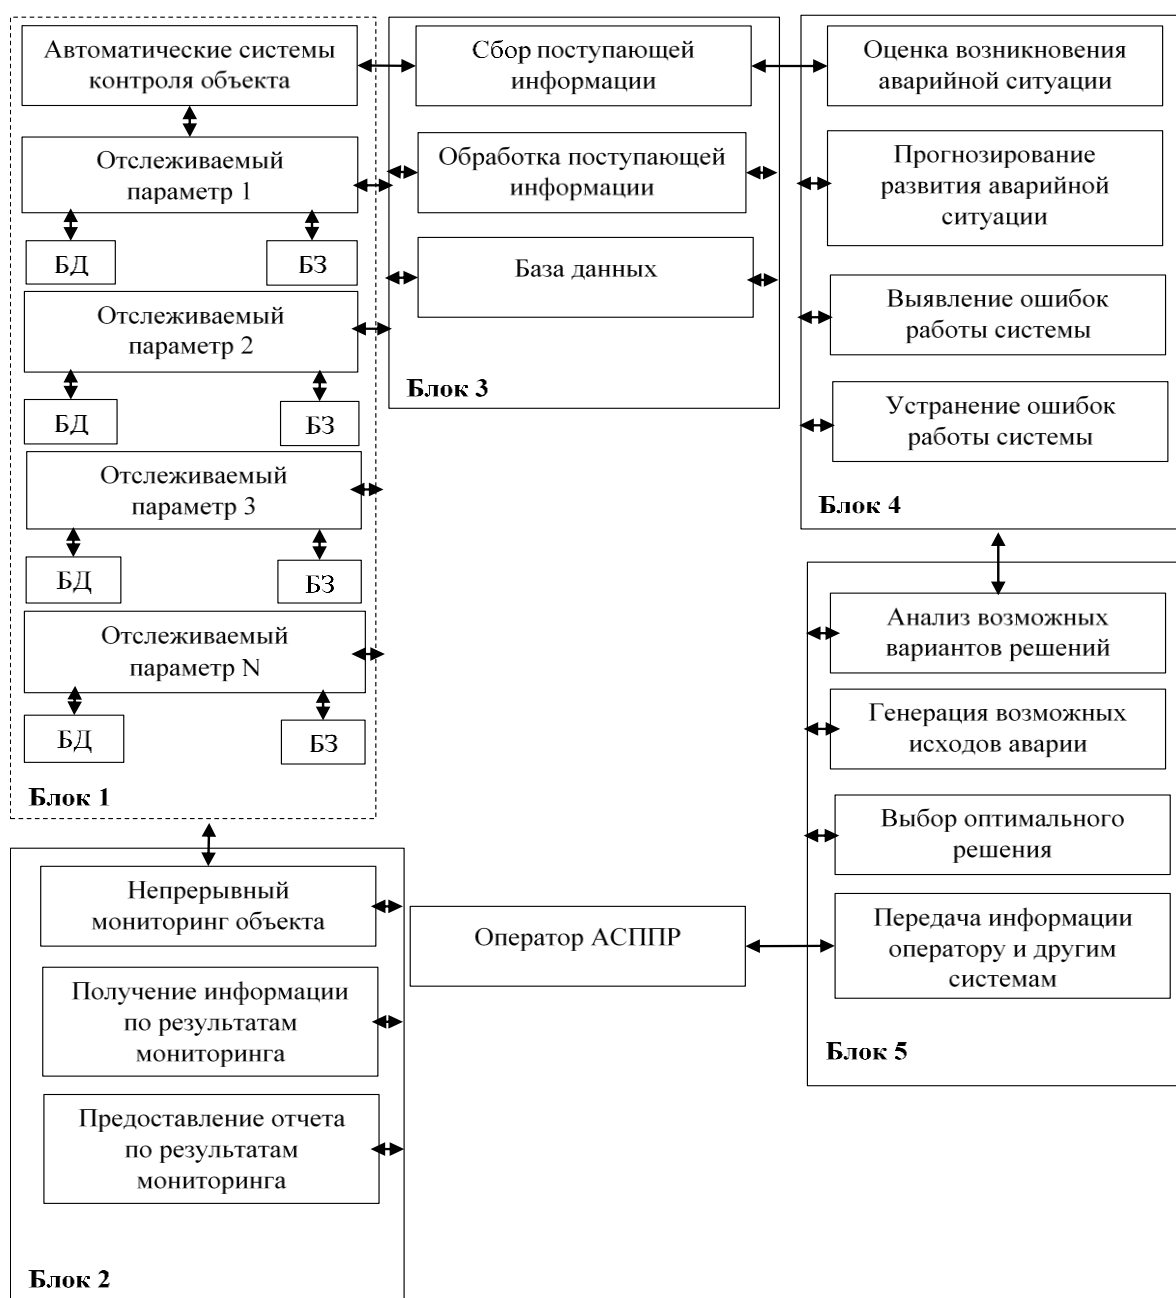 Автоматические системы
контроля объекта
Отслеживаемый
параметр 1
БД
БЗ
Отслеживаемый
параметр 2
БД
БЗ
Отслеживаемый
параметр 3
БД
БЗ
Отслеживаемый
параметр N
БД
БЗ
Блок 1
Непрерывный
мониторинг объекта
Получение информации
по результатам
мониторинга
Предоставление отчета
по результатам
мониторинга
Блок 2
Сбор поступающей
информации
Обработка поступающей
информации
База данных
Блок 3
Оператор АСППР
Оценка возникновения
аварийной ситуации
Прогнозирование
развития аварийной
ситуации
Выявление ошибок
работы системы
Устранение ошибок
работы системы
Блок 4
Анализ возможных
вариантов решений
Генерация возможных
исходов аварии
Выбор оптимального
решения
Передача информации
оператору и другим
системам
Блок 5